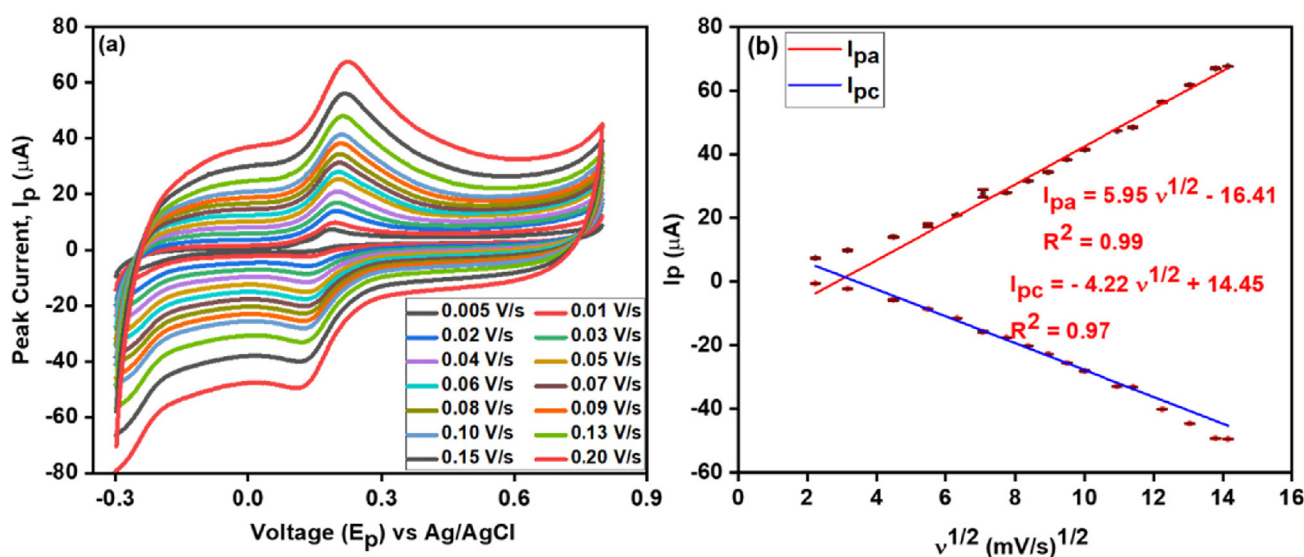 (a)
Peak Current, Ip (μA)
80
60
40
20
0
-20
-40
-60
-80
-0.3
0.0
0.3
0.6
0.9
Voltage (Ep) vs Ag/AgCl
0.005 V/s 0.01 V/s
0.02 V/s 0.03 V/s
0.04 V/s 0.05 V/s
0.06 V/s 0.07 V/s
0.08 V/s 0.09 V/s
0.10 V/s 0.13 V/s
0.15 V/s 0.20 V/s
(b)
Ipa
Ipc
Ip (μA)
80
60
40
20
0
-20
-40
-60
Ipa = 5.95 ν1/2 - 16.41
R2 = 0.99
Ipc = - 4.22 ν1/2 + 14.45
R2 = 0.97
0
2
4
6
8
10
12
14
16
ν1/2 (mV/s)1/2